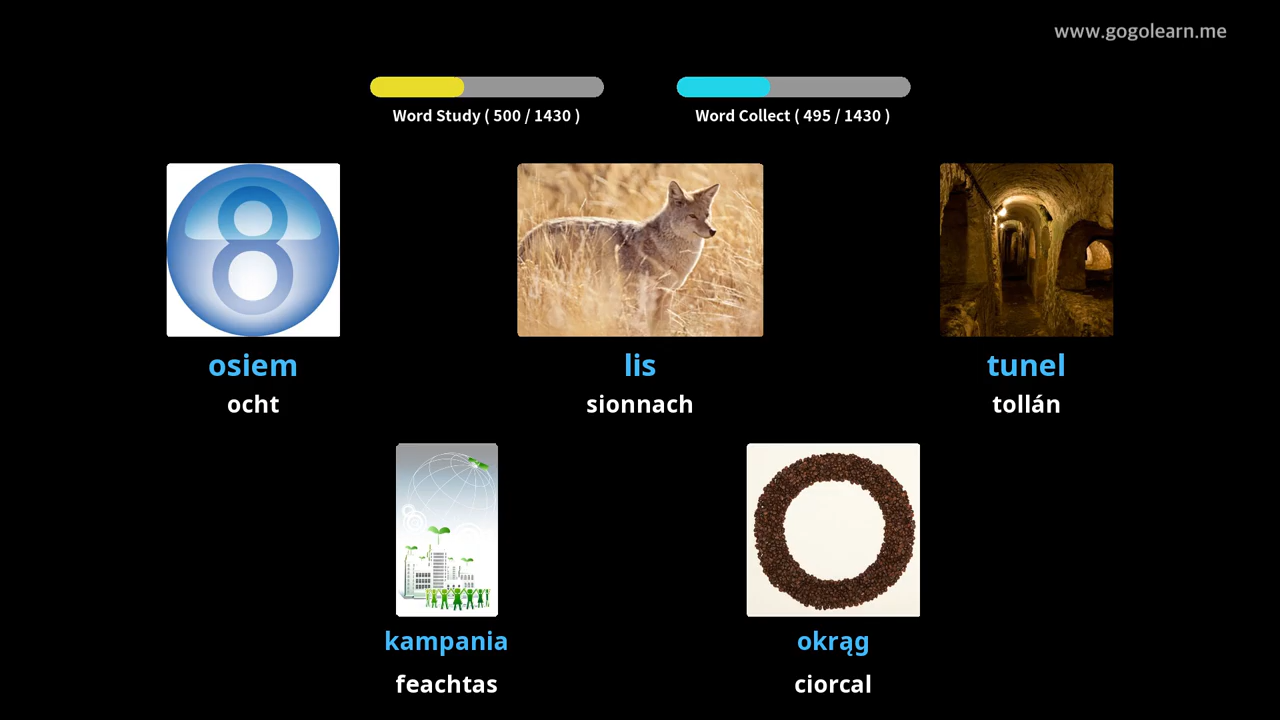 www.gogolearn.me
Word Study ( 500 / 1430 )
Word Collect ( 495 / 1430 )
8
osiem
lis
tunel
ocht
sionnach
tollán
kampania
okrąg
feachtas
ciorcal